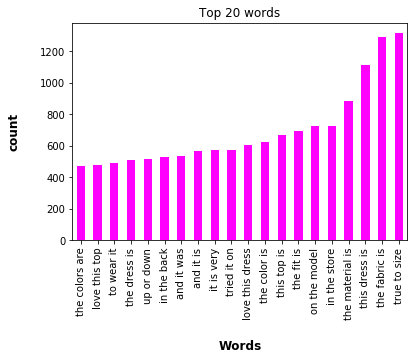 Top 20 words
count
1200
1000
800
600
400
200
0
the colors are
love this top
to wear it
the dress is
up or down
in the back
and it was
and it is
it is very
tried it on
love this dress
the color is
this top is
the fit is
on the model
in the store
the material is
this dress is
the fabric is
true to size
Words